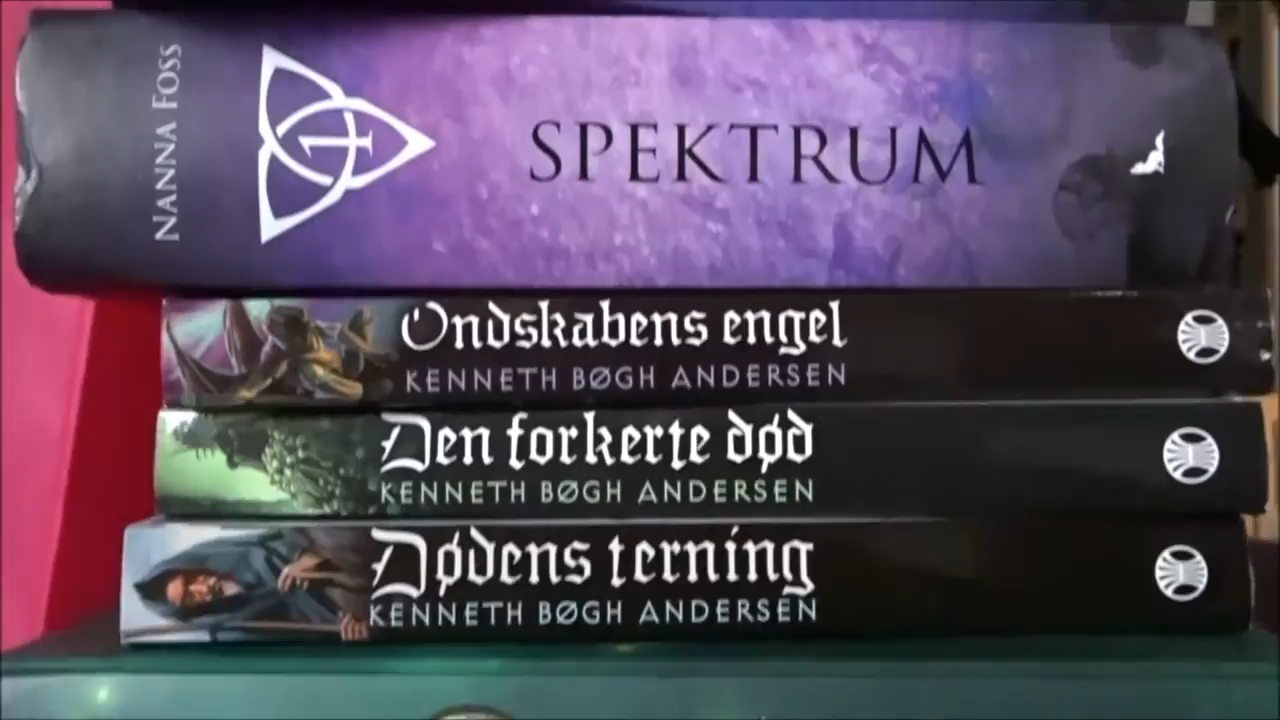 NANNA FOSS
SPEKTRUM
Ondskabens engel
KENNETH BØGH ANDERSEN
Den forkerte død
KENNETH BØGH ANDERSEN
Dødens terning
KENNETH BØGH ANDERSEN